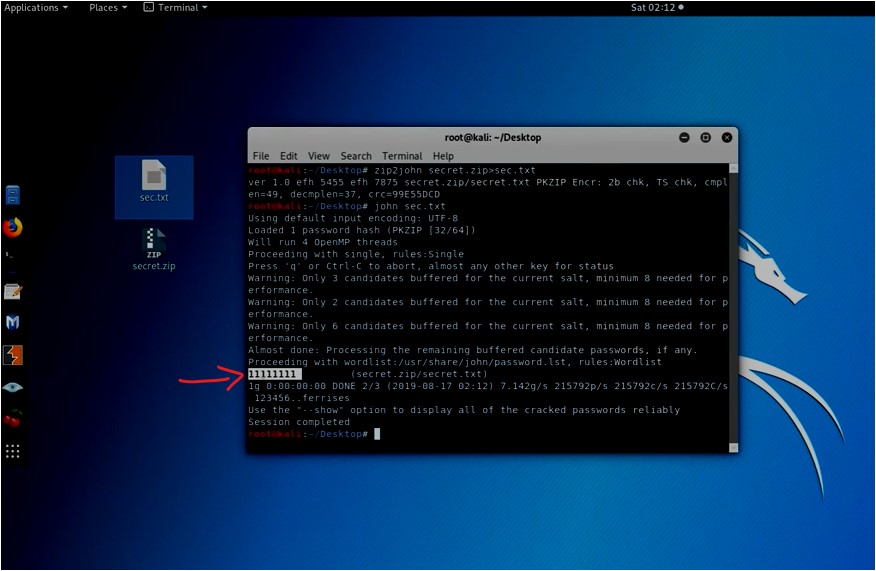 Applications Places Terminal Sat 02:12
sec.txt
ZIP
secret.zip
root@kali: ~/Desktop
File Edit View Search Terminal Help
root@kali:~/Desktop# zip2john secret.zip>sec.txt
ver 1.0 efh 5455 efh 7875 secret.zip/secret.txt PKZIP Encr: 2b chk, TS chk, cmpl
en=49, decmplen=37, crc=99E55DCD
root@kali:~/Desktop# john sec.txt
Using default input encoding: UTF-8
Loaded 1 password hash (PKZIP [32/64])
Will run 4 OpenMP threads
Proceeding with single, rules:Single
Press 'q' or Ctrl-C to abort, almost any other key for status
Warning: Only 3 candidates buffered for the current salt, minimum 8 needed for p
erformance.
Warning: Only 2 candidates buffered for the current salt, minimum 8 needed for p
erformance.
Warning: Only 6 candidates buffered for the current salt, minimum 8 needed for p
erformance.
Almost done: Processing the remaining buffered candidate passwords, if any.
Proceeding with wordlist:/usr/share/john/password.lst, rules:Wordlist
11111111 (secret.zip/secret.txt)
1g 0:00:00:00 DONE 2/3 (2019-08-17 02:12) 7.142g/s 215792p/s 215792c/s 215792C/s
123456..ferrises
Use the "--show" option to display all of the cracked passwords reliably
Session completed
root@kali:~/Desktop#